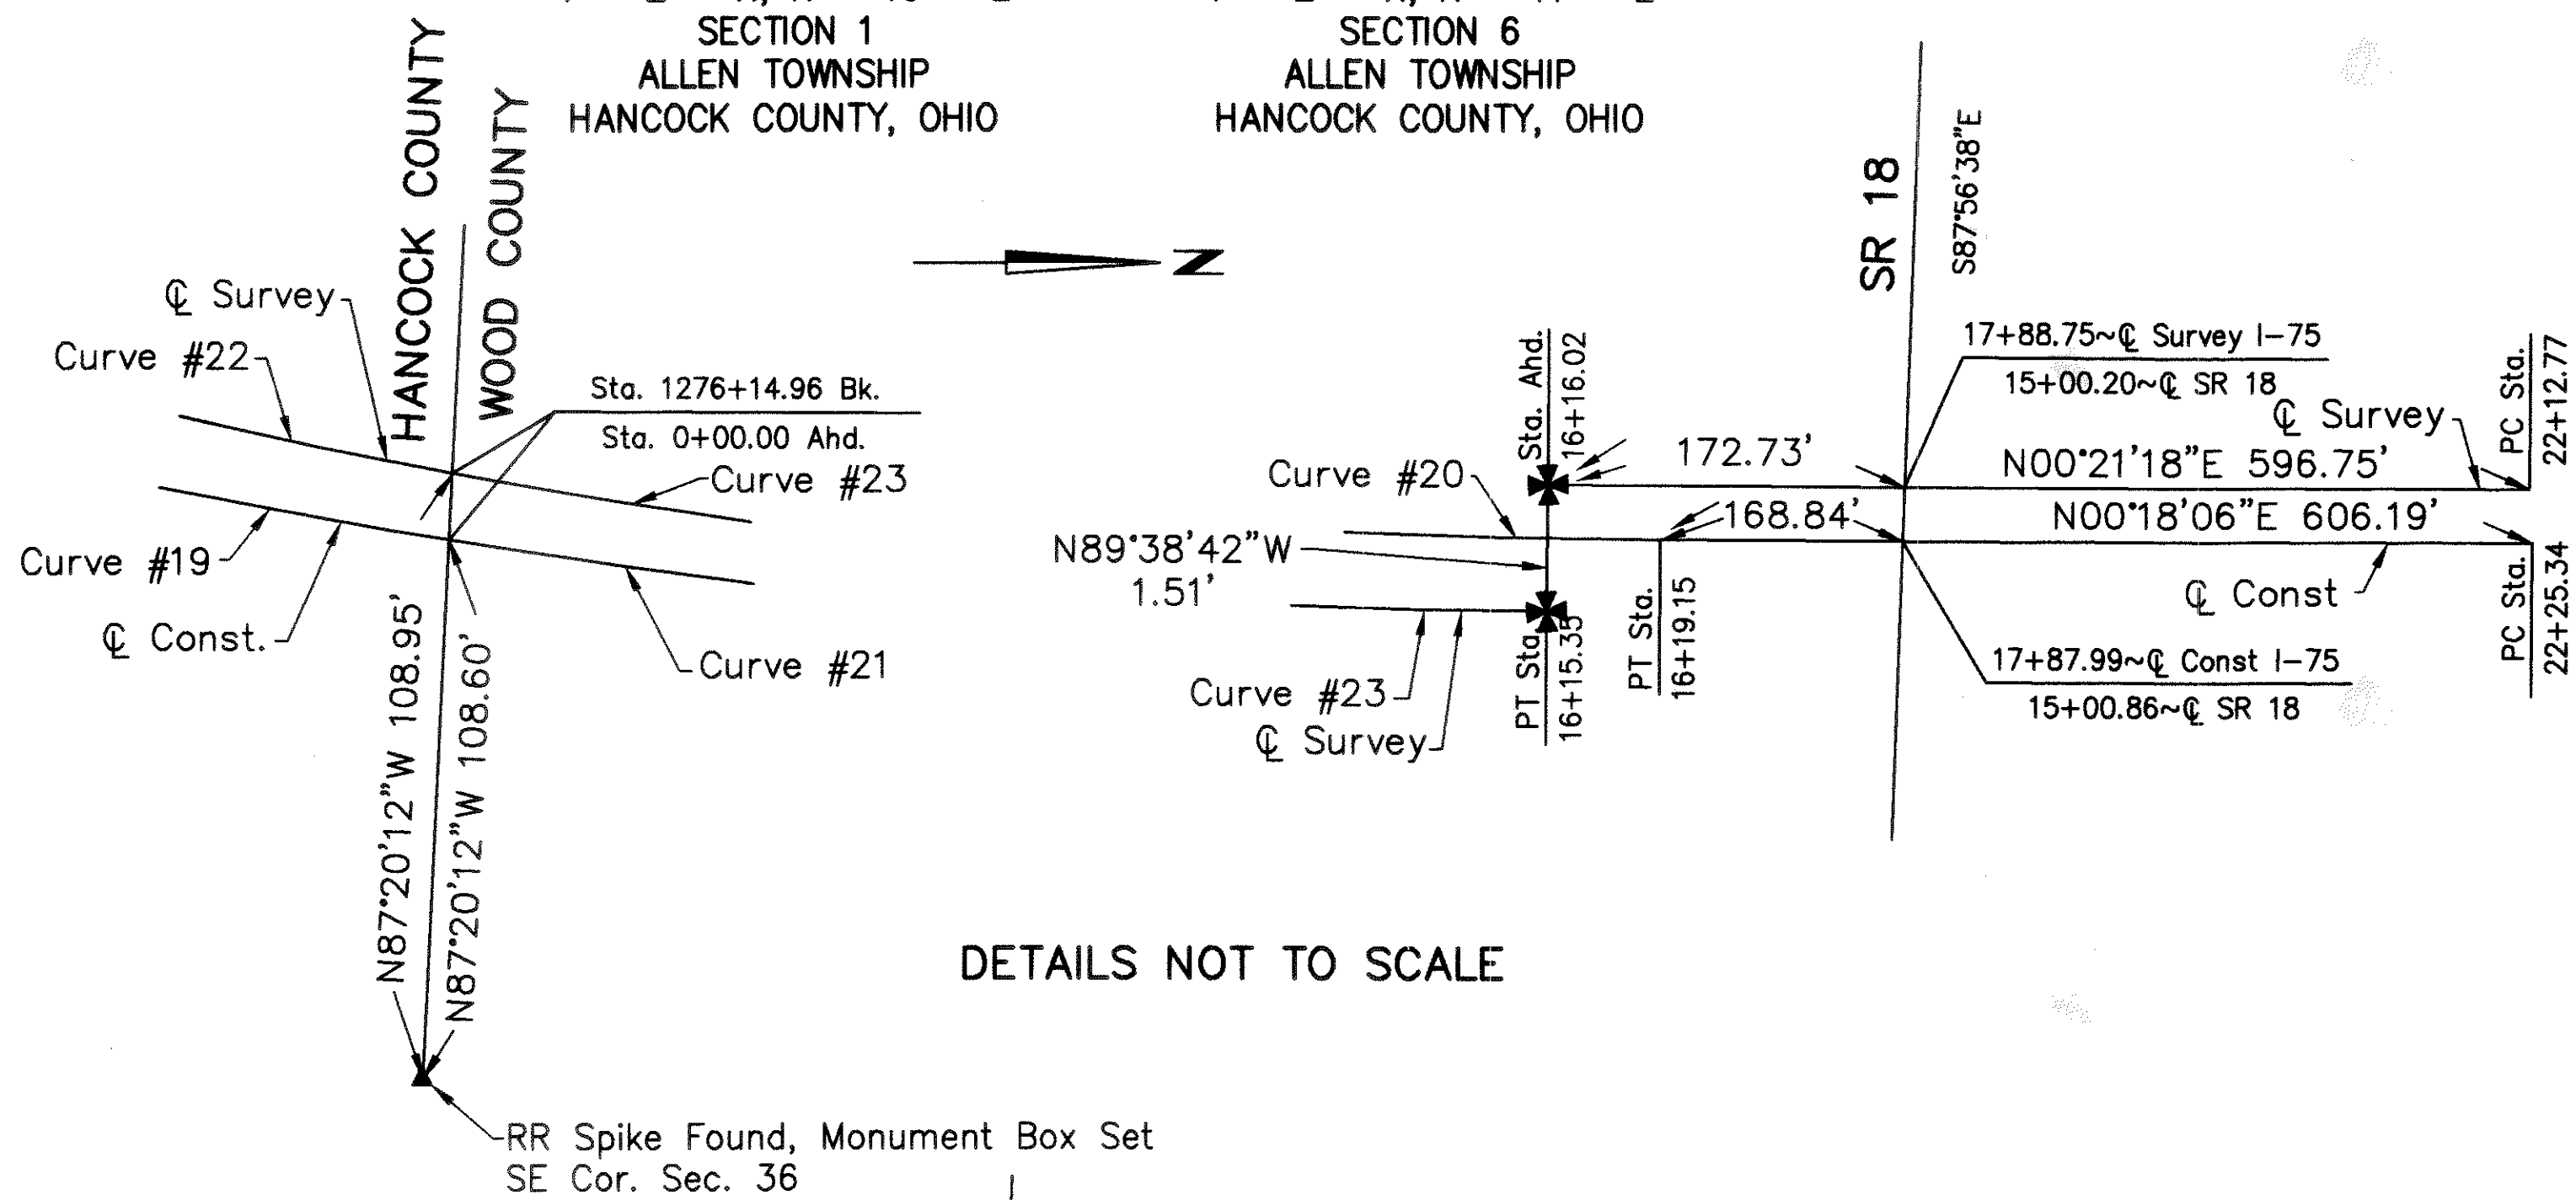 SECTION 1
ALLEN TOWNSHIP
HANCOCK COUNTY, OHIO
SECTION 6
ALLEN TOWNSHIP
HANCOCK COUNTY, OHIO
HANCOCK COUNTY
WOOD COUNTY
℄ Survey
Curve #22
Sta. 1276+14.96 Bk.
Sta. 0+00.00 Ahd.
Curve #23
Curve #19
℄ Const.
Curve #21
N87°20'12"W 108.95'
N87°20'12"W 108.60'
RR Spike Found, Monument Box Set
SE Cor. Sec. 36
N
SR 18
S87°56'38"E
17+88.75~℄ Survey I-75
15+00.20~℄ SR 18
℄ Survey
PC Sta.
22+12.77
Sta. Ahd.
16+16.02
172.73'
N00°21'18"E 596.75'
Curve #20
168.84'
N00°18'06"E 606.19'
N89°38'42"W
1.51'
PT Sta.
16+19.15
℄ Const
PC Sta.
22+25.34
PT Sta.
16+15.35
Curve #23
℄ Survey
17+87.99~℄ Const I-75
15+00.86~℄ SR 18
DETAILS NOT TO SCALE